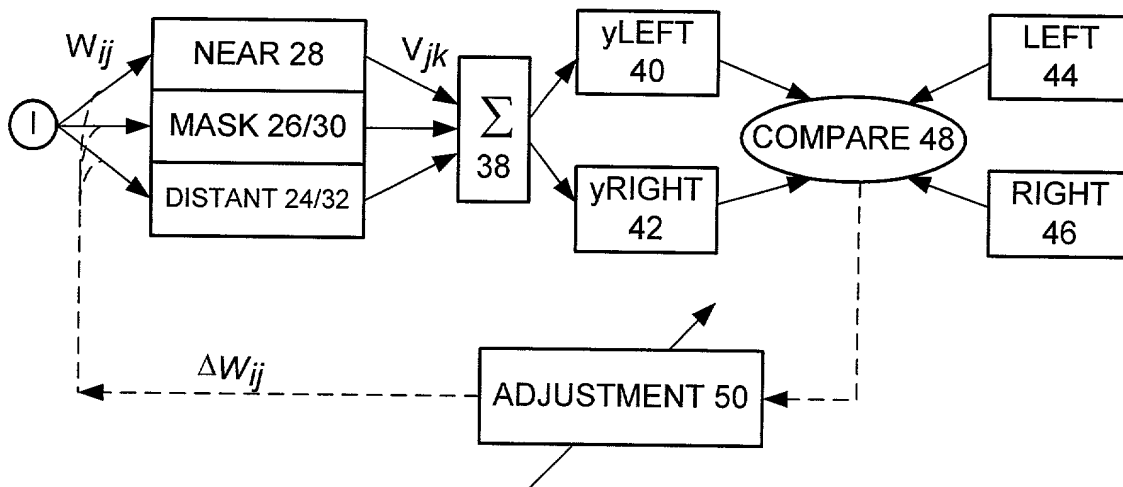 Wij
I
NEAR 28
MASK 26/30
DISTANT 24/32
Vjk
Σ
38
yLEFT
40
yRIGHT
42
COMPARE 48
LEFT
44
RIGHT
46
ΔWij
ADJUSTMENT 50